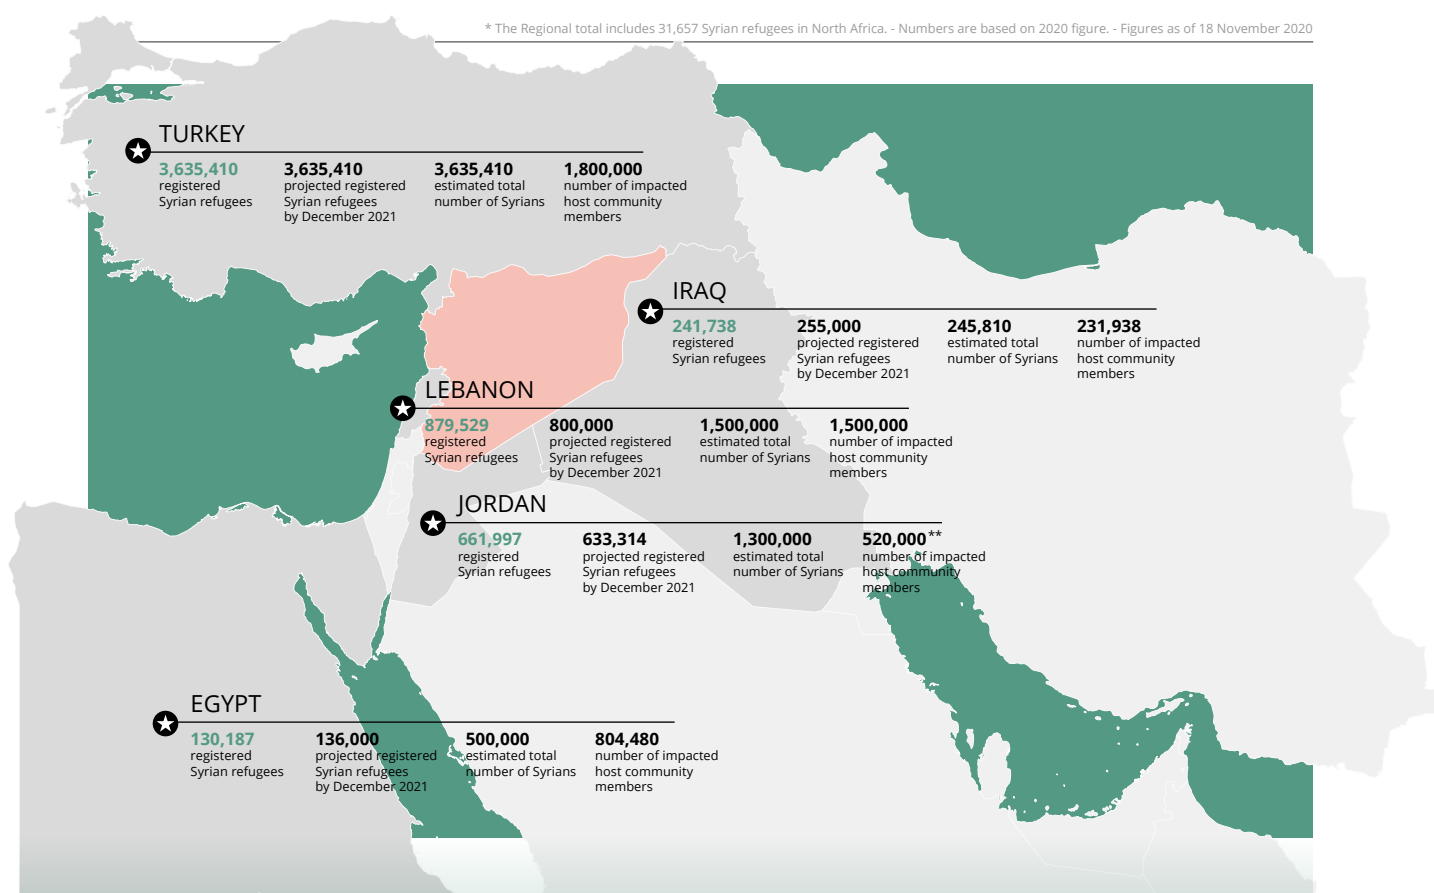 * The Regional total includes 31,657 Syrian refugees in North Africa. - Numbers are based on 2020 figure. - Figures as of 18 November 2020
TURKEY
3,635,410
registered
Syrian refugees
3,635,410
projected registered
Syrian refugees
by December 2021
3,635,410
estimated total
number of Syrians
1,800,000
number of impacted
host community
members
IRAQ
241,738
registered
Syrian refugees
255,000
projected registered
Syrian refugees
by December 2021
245,810
estimated total
number of Syrians
231,938
number of impacted
host community
members
LEBANON
879,529
registered
Syrian refugees
800,000
projected registered
Syrian refugees
by December 2021
1,500,000
estimated total
number of Syrians
1,500,000
number of impacted
host community
members
JORDAN
661,997
registered
Syrian refugees
633,314
projected registered
Syrian refugees
by December 2021
1,300,000
estimated total
number of Syrians
520,000**
number of impacted
host community
members
EGYPT
130,187
registered
Syrian refugees
136,000
projected registered
Syrian refugees
by December 2021
500,000
estimated total
number of Syrians
804,480
number of impacted
host community
members